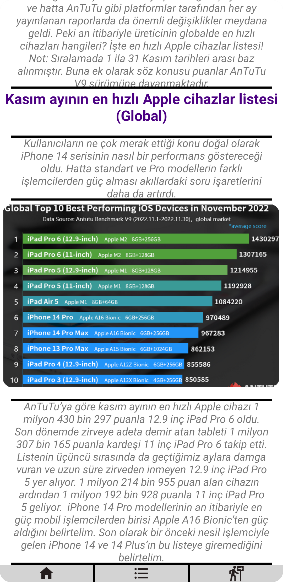 ve hatta AnTuTu gibi platformlar tarafından her ay
yayınlanan raporlarda da önemli değişiklikler meydana
geldi. Peki an itibariyle üreticinin globalde en hızlı
cihazları hangileri? İşte en hızlı Apple cihazlar listesi!
Not: Sıralamada 1 ila 31 Kasım tarihleri arası baz
alınmıştır. Buna ek olarak söz konusu puanlar AnTuTu
V9 sürümüne dayanmaktadır.
Kasım ayının en hızlı Apple cihazlar listesi
(Global)
Kullanıcıların ne çok merak ettiği konu doğal olarak
iPhone 14 serisinin nasıl bir performans göstereceği
oldu. Hatta standart ve Pro modellerin farklı
işlemcilerden güç alması akıllardaki soru işaretlerini
daha da artırdı.
Global Top 10 Best Performing iOS Devices in November 2022
Data Source: Antutu Benchmark V9 (2022.11.1-2022.11.30), global market
*average score
1 iPad Pro 6 (12.9-inch) Apple M2 8GB+256GB 1430297
2 iPad Pro 6 (11-inch) Apple M2 8GB+128GB 1307165
3 iPad Pro 5 (12.9-inch) Apple M1 8GB+128GB 1214955
4 iPad Pro 5 (11-inch) Apple M1 8GB+128GB 1192928
5 iPad Air 5 Apple M1 8GB+64GB 1084220
6 iPhone 14 Pro Apple A16 Bionic 6GB+256GB 970489
7 iPhone 14 Pro Max Apple A16 Bionic 6GB+256GB 967283
8 iPhone 13 Pro Max Apple A15 Bionic 6GB+1024GB 862153
9 iPad Pro 4 (12.9-inch) Apple A12Z Bionic 6GB+256GB 855586
10 iPad Pro 3 (12.9-inch) Apple A12X Bionic 4GB+256GB 850585
ANTUTU
AnTuTu'ya göre kasım ayının en hızlı Apple cihazı 1
milyon 430 bin 297 puanla 12.9 inç iPad Pro 6 oldu.
Son dönemde zirveye adeta demir atan tableti 1 milyon
307 bin 165 puanla kardeşi 11 inç iPad Pro 6 takip etti.
Listenin üçüncü sırasında da geçtiğimiz aylara damga
vuran ve uzun süre zirveden inmeyen 12.9 inç iPad Pro
5 yer alıyor. 1 milyon 214 bin 955 puan alan cihazın
ardından 1 milyon 192 bin 928 puanla 11 inç iPad Pro
5 geliyor. iPhone 14 Pro modellerinin an itibariyle en
güç mobil işlemcilerden birisi Apple A16 Bionic'ten güç
aldığını belirtelim. Son olarak bir önceki nesil işlemciyle
gelen iPhone 14 ve 14 Plus'ın bu listeye giremediğini
belirtelim.